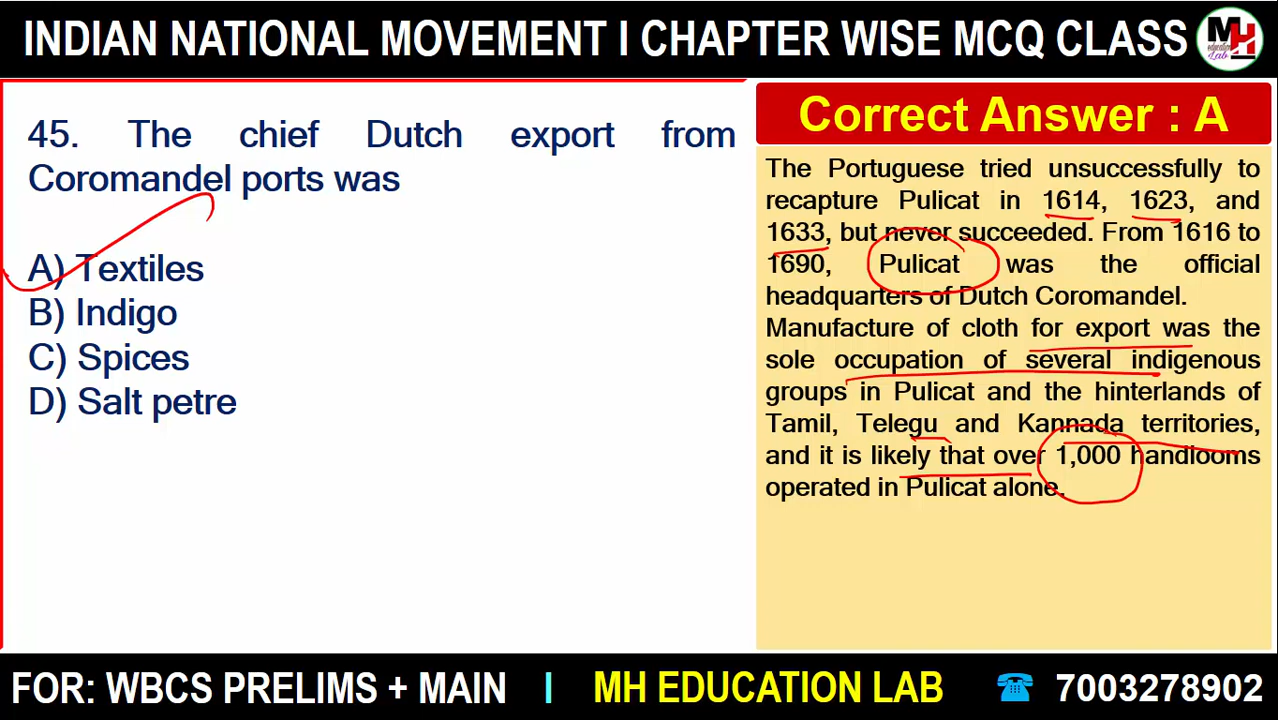 INDIAN NATIONAL MOVEMENT I CHAPTER WISE MCQ CLASS
MH
education
Lab
45. The chief Dutch export from
Coromandel ports was
A) Textiles
B) Indigo
C) Spices
D) Salt petre
Correct Answer : A
The Portuguese tried unsuccessfully to
recapture Pulicat in 1614, 1623, and
1633, but never succeeded. From 1616 to
1690, Pulicat was the official
headquarters of Dutch Coromandel.
Manufacture of cloth for export was the
sole occupation of several indigenous
groups in Pulicat and the hinterlands of
Tamil, Telegu and Kannada territories,
and it is likely that over 1,000 handlooms
operated in Pulicat alone.
FOR: WBCS PRELIMS + MAIN I MH EDUCATION LAB ☎ 7003278902